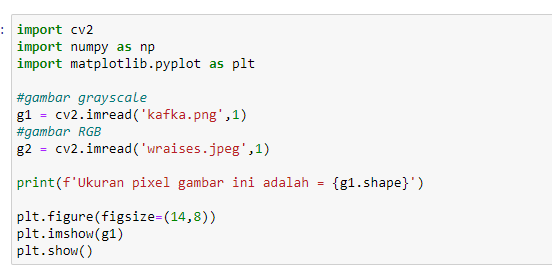 :
import cv2
import numpy as np
import matplotlib.pyplot as plt
#gambar grayscale
g1 = cv2.imread('kafka.png',1)
#gambar RGB
g2 = cv2.imread('wraises.jpeg',1)
print(f'Ukuran pixel gambar ini adalah = {g1.shape}')
plt.figure(figsize=(14,8))
plt.imshow(g1)
plt.show()